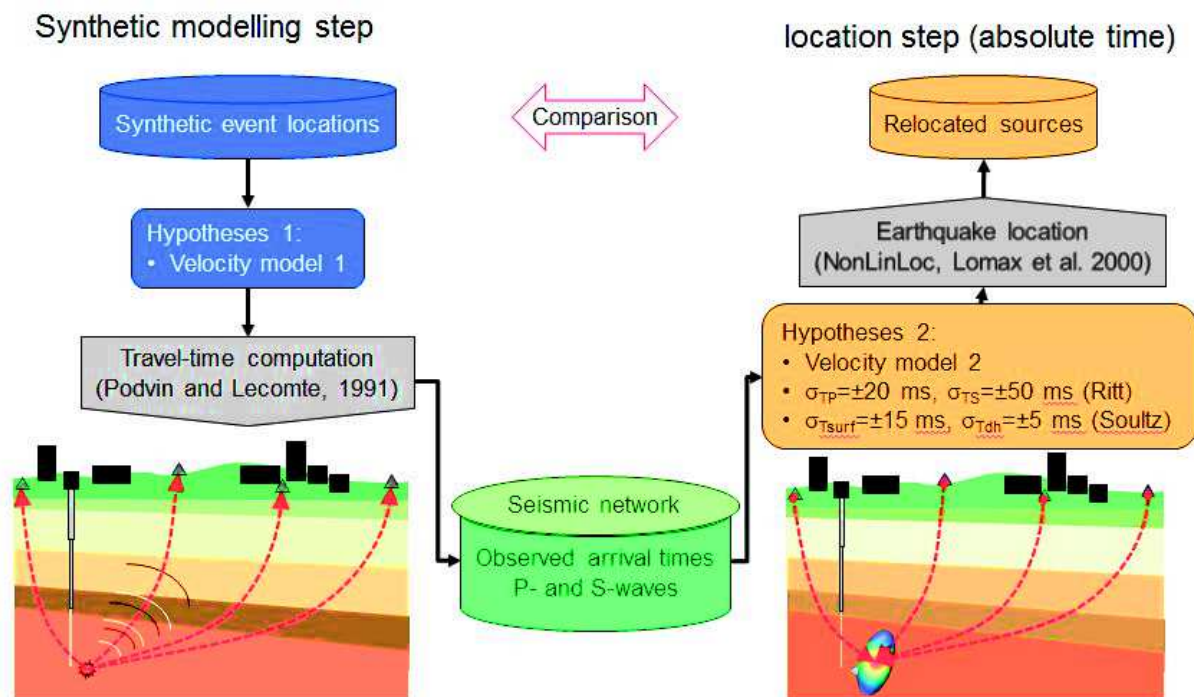 Synthetic modelling step
Synthetic event locations
Hypotheses 1:
• Velocity model 1
Travel-time computation
(Podvin and Lecomte, 1991)
Comparison
Seismic network
Observed arrival times
P- and S-waves
location step (absolute time)
Relocated sources
Earthquake location
(NonLinLoc, Lomax et al. 2000)
Hypotheses 2:
• Velocity model 2
• σTP=±20 ms, σTS=±50 ms (Ritt)
• σTsurf=±15 ms, σTdh=±5 ms (Soultz)